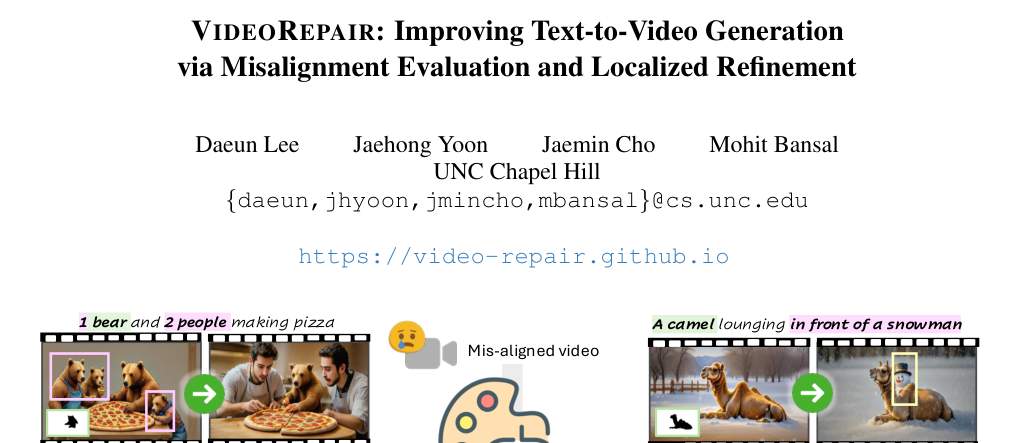 VIDEOREPAIR: Improving Text-to-Video Generation
via Misalignment Evaluation and Localized Refinement
Daeun Lee Jaehong Yoon Jaemin Cho Mohit Bansal
UNC Chapel Hill
{daeun,jhyoon,jmincho,mbansal}@cs.unc.edu
https://video-repair.github.io
1 bear and 2 people making pizza
Mis-aligned video
A camel lounging in front of a snowman